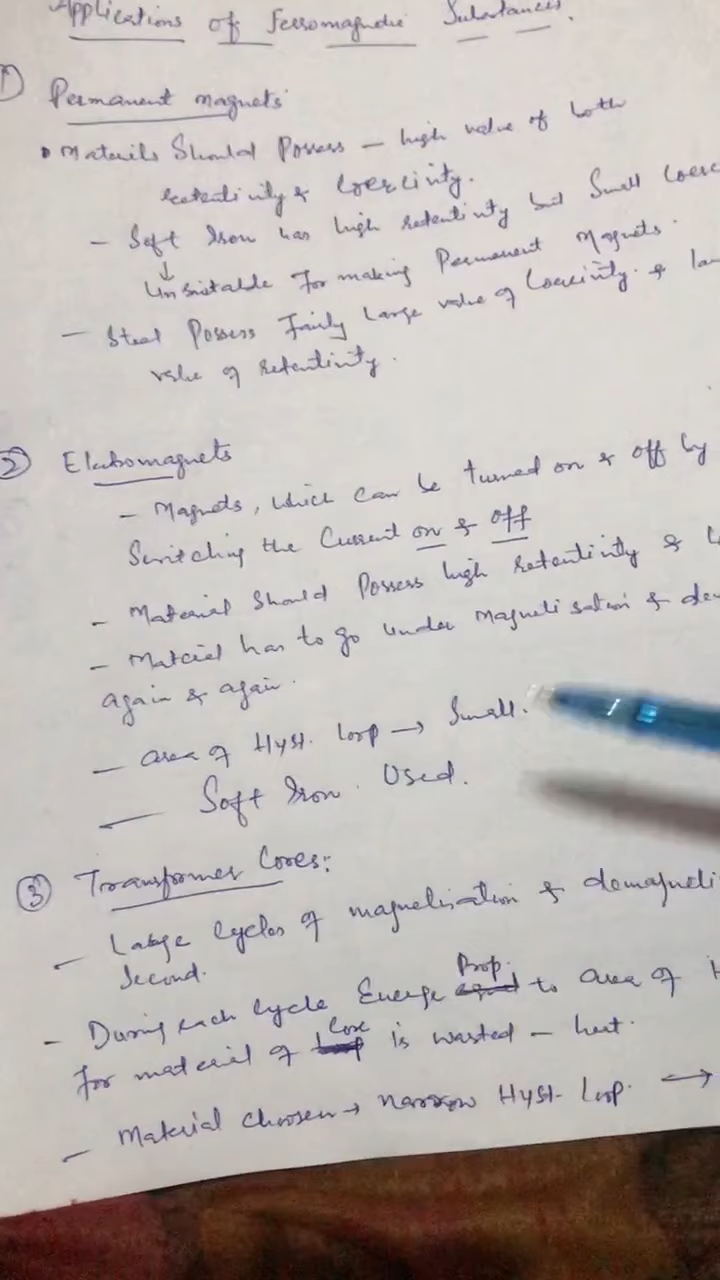 Applications of Ferromagnetic Substances.
1) Permanent magnets
• Materials Should Possess – high value of both
retentivity & Coercivity.
– Soft Iron has high retentivity but Small Coerc
↓
Unsuitable For making Permanent Magnets.
– Steel Possess Fairly Large value of Coercivity & la
value of retentivity.
2) Electromagnets
– Magnets, which can be turned on & off by
Switching the Current on & off
– Material Should Possess high retentivity &
– Material has to go under magnetisation & de
again & again.
– area of Hyst. loop → Small.
– Soft Iron Used.
3) Transformer Cores:
– Large Cycles of magnetisation & demagneti
Second.
– During each Cycle Energy Prop. to area of H
For material of Core is wasted – heat.
– Material choosen → narrow Hyst. Loop. →